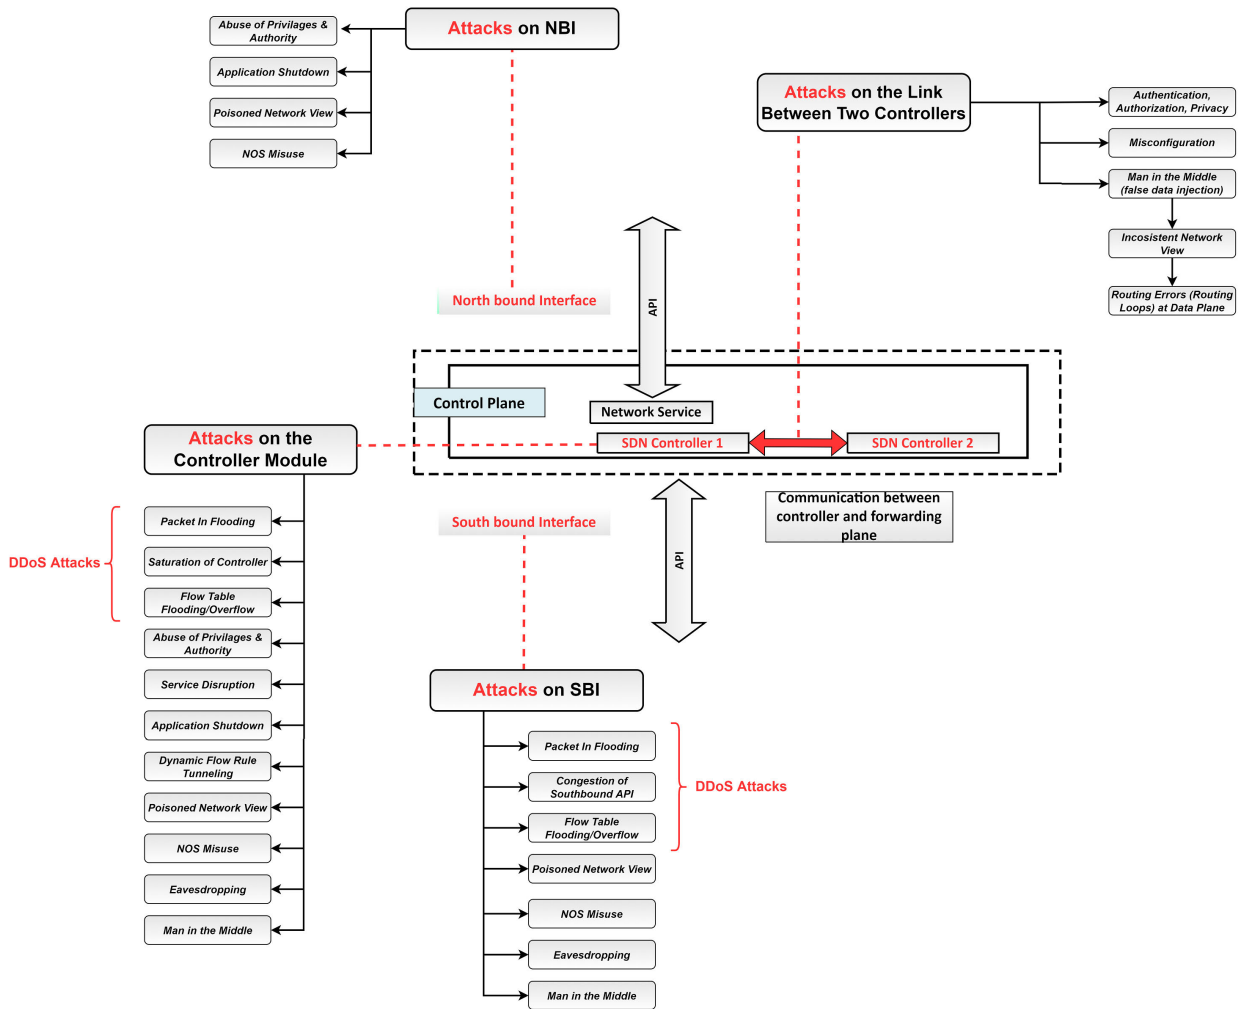 Attacks on NBI
Abuse of Privilages &
Authority
Application Shutdown
Poisoned Network View
NOS Misuse
Attacks on the Link
Between Two Controllers
Authentication,
Authorization, Privacy
Misconfiguration
Man in the Middle
(false data injection)
Incosistent Network
View
Routing Errors (Routing
Loops) at Data Plane
North bound Interface
API
Control Plane
Network Service
SDN Controller 1
SDN Controller 2
Attacks on the
Controller Module
Packet In Flooding
Saturation of Controller
Flow Table
Flooding/Overflow
DDoS Attacks
Abuse of Privilages &
Authority
Service Disruption
Application Shutdown
Dynamic Flow Rule
Tunneling
Poisoned Network View
NOS Misuse
Eavesdropping
Man in the Middle
South bound Interface
API
Communication between
controller and forwarding
plane
Attacks on SBI
Packet In Flooding
Congestion of
Southbound API
Flow Table
Flooding/Overflow
DDoS Attacks
Poisoned Network View
NOS Misuse
Eavesdropping
Man in the Middle